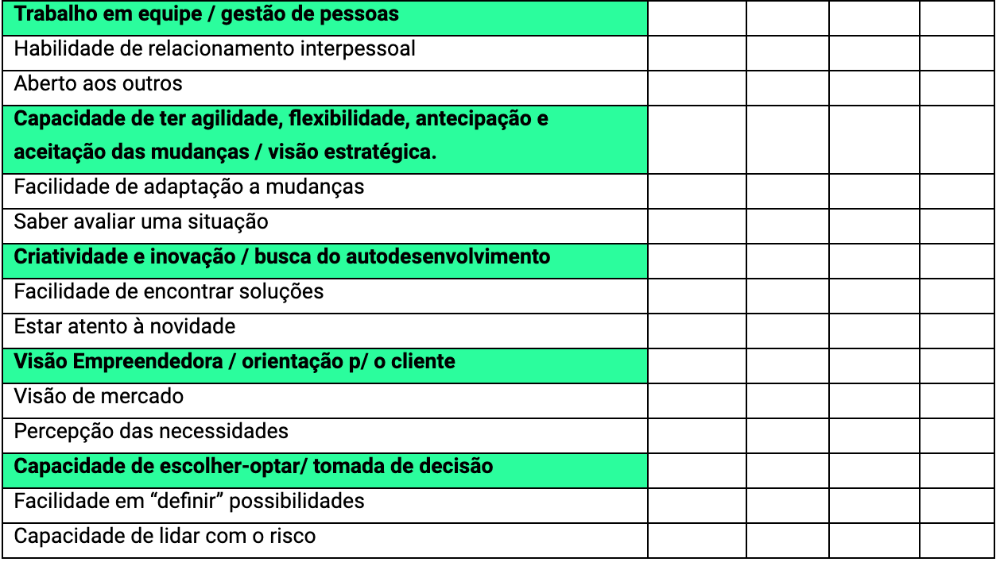 Trabalho em equipe / gestão de pessoas
Habilidade de relacionamento interpessoal
Aberto aos outros
Capacidade de ter agilidade, flexibilidade, antecipação e
aceitação das mudanças / visão estratégica.
Facilidade de adaptação a mudanças
Saber avaliar uma situação
Criatividade e inovação / busca do autodesenvolvimento
Facilidade de encontrar soluções
Estar atento à novidade
Visão Empreendedora / orientação p/ o cliente
Visão de mercado
Percepção das necessidades
Capacidade de escolher-optar/ tomada de decisão
Facilidade em “definir” possibilidades
Capacidade de lidar com o risco